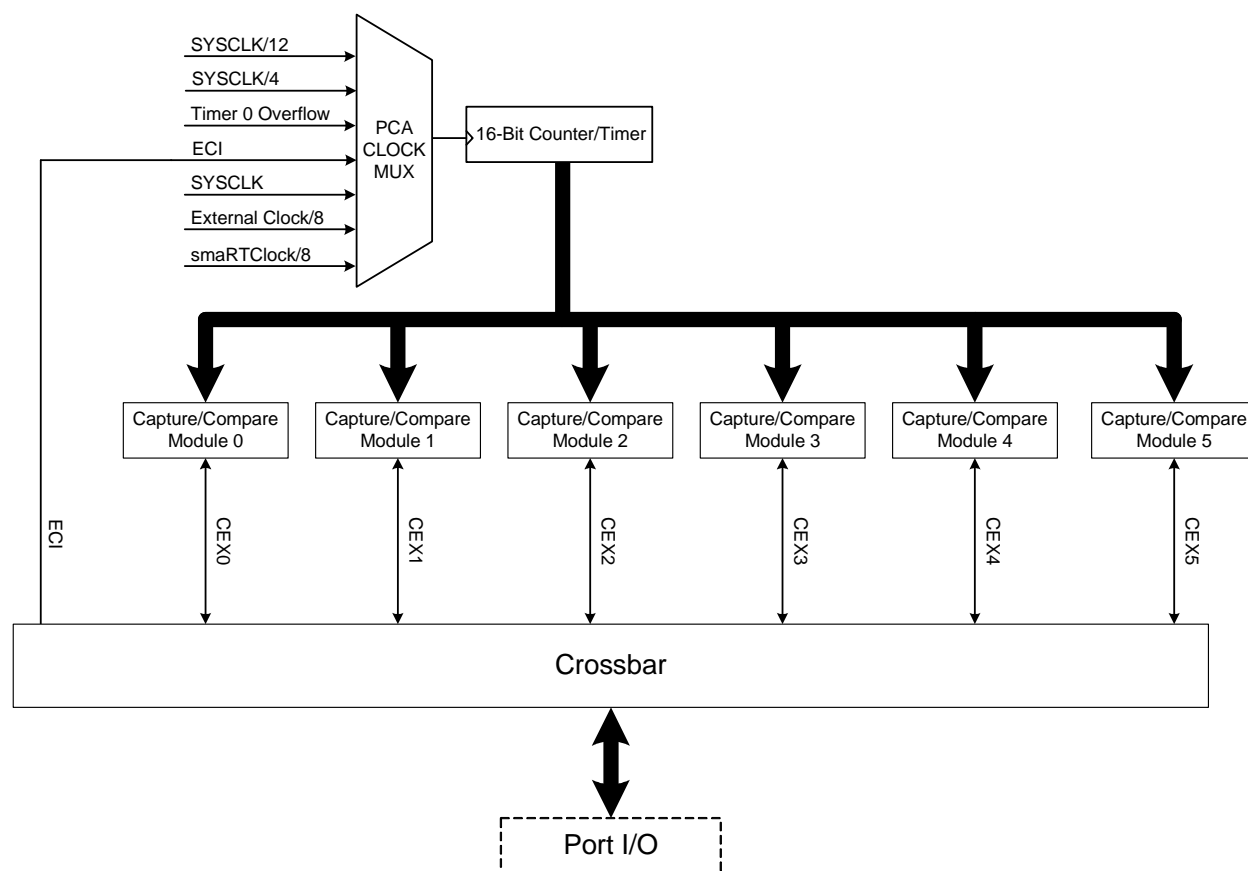 SYSCLK/12
SYSCLK/4
Timer 0 Overflow
ECI
SYSCLK
External Clock/8
smaRTClock/8
PCA
CLOCK
MUX
16-Bit Counter/Timer
Capture/Compare
Module 0
Capture/Compare
Module 1
Capture/Compare
Module 2
Capture/Compare
Module 3
Capture/Compare
Module 4
Capture/Compare
Module 5
ECI
CEX0
CEX1
CEX2
CEX3
CEX4
CEX5
Crossbar
Port I/O